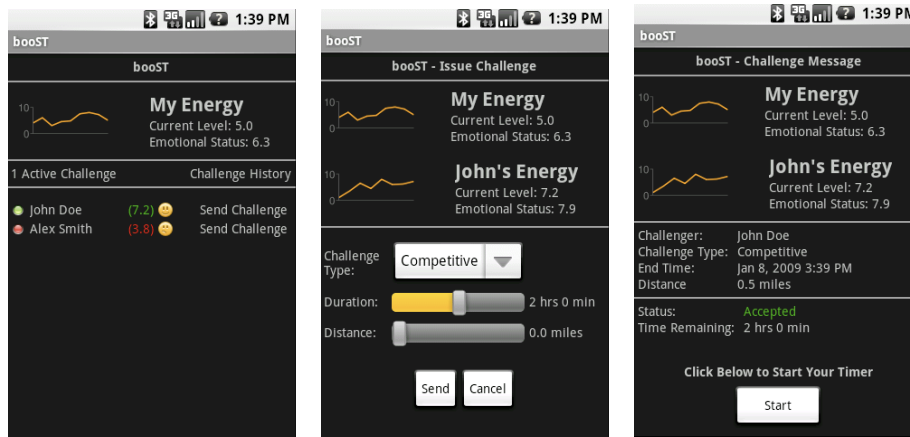 3G ? 1:39 PM
booST
booST
10
0
My Energy
Current Level: 5.0
Emotional Status: 6.3
1 Active Challenge Challenge History
John Doe (7.2) Send Challenge
Alex Smith (3.8) Send Challenge
3G ? 1:39 PM
booST
booST - Issue Challenge
10
0
My Energy
Current Level: 5.0
Emotional Status: 6.3
10
0
John's Energy
Current Level: 7.2
Emotional Status: 7.9
Challenge
Type:
Competitive
Duration: 2 hrs 0 min
Distance: 0.0 miles
Send Cancel
3G ? 1:39 PM
booST
booST - Challenge Message
10
0
My Energy
Current Level: 5.0
Emotional Status: 6.3
10
0
John's Energy
Current Level: 7.2
Emotional Status: 7.9
Challenger: John Doe
Challenge Type: Competitive
End Time: Jan 8, 2009 3:39 PM
Distance 0.5 miles
Status: Accepted
Time Remaining: 2 hrs 0 min
Click Below to Start Your Timer
Start